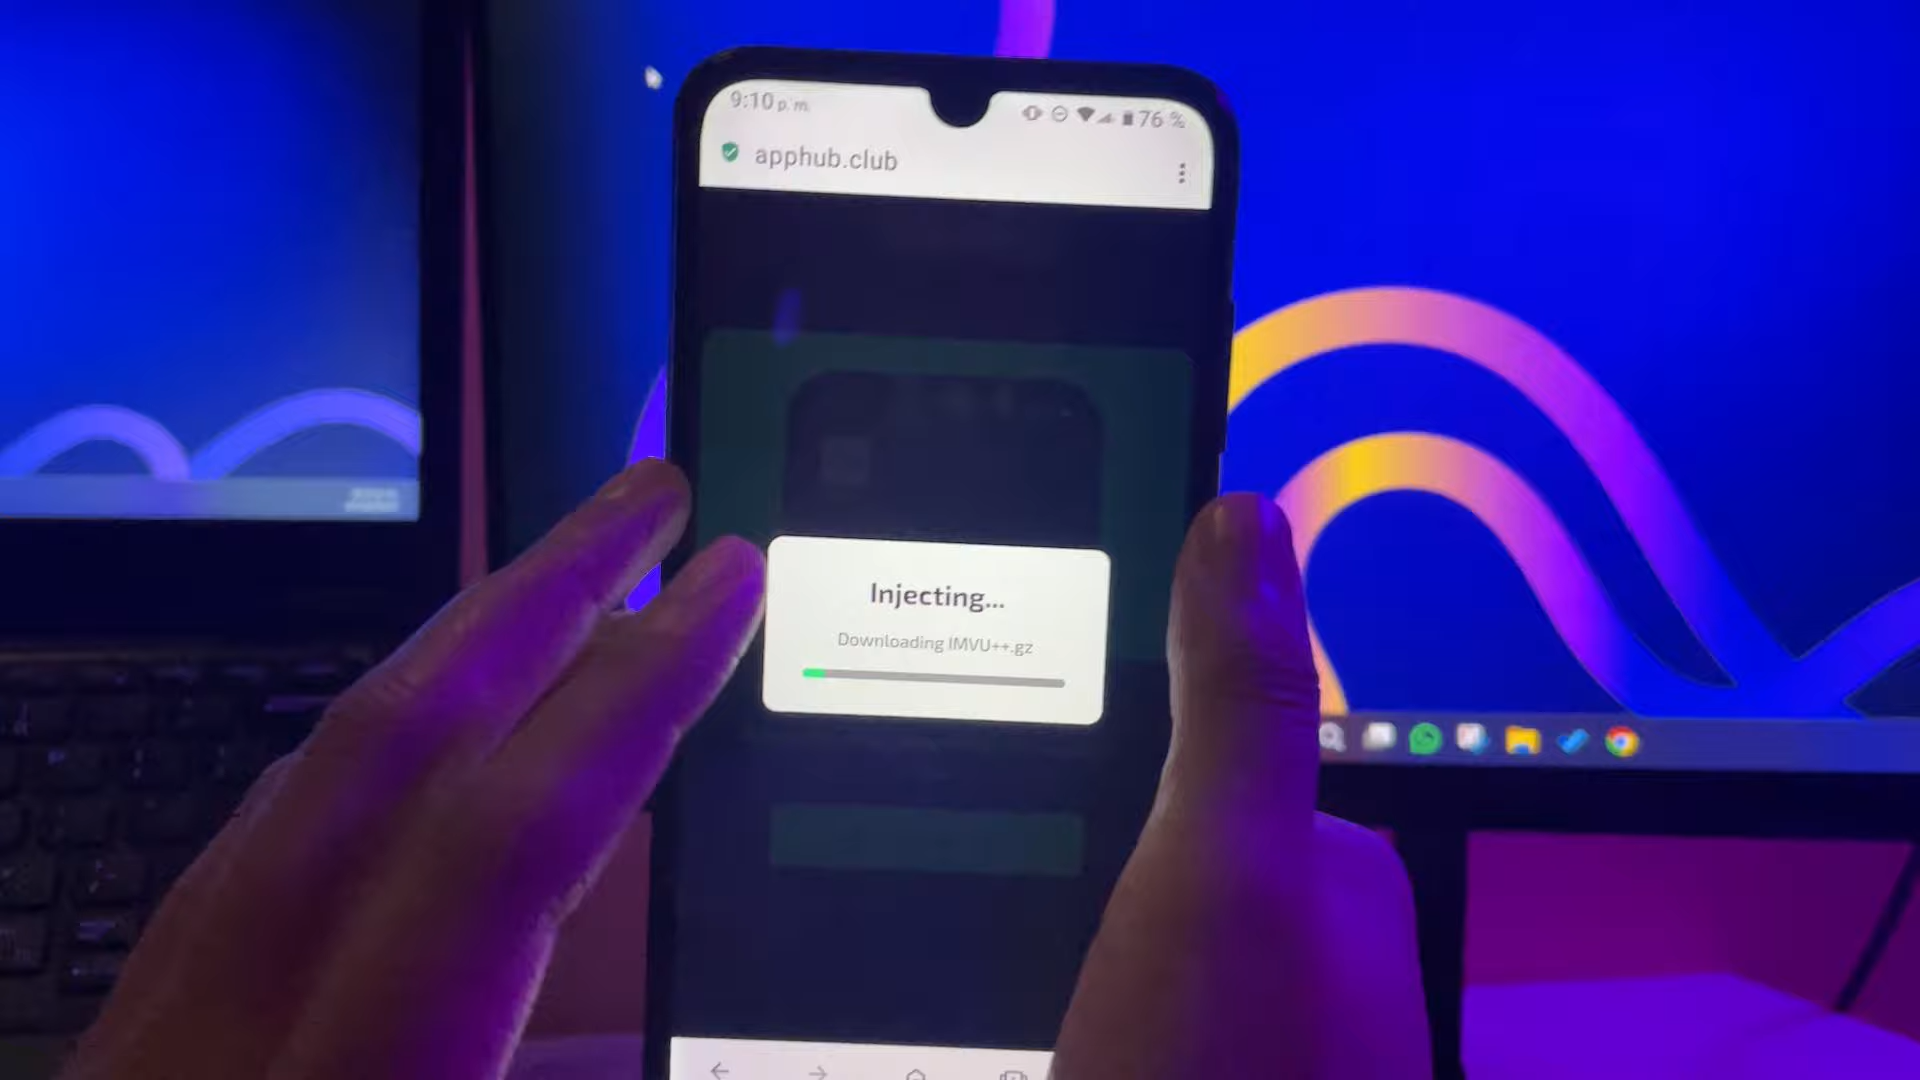 9:10 p. m.
76 %
apphub.club
Injecting...
Downloading IMVU++.gz